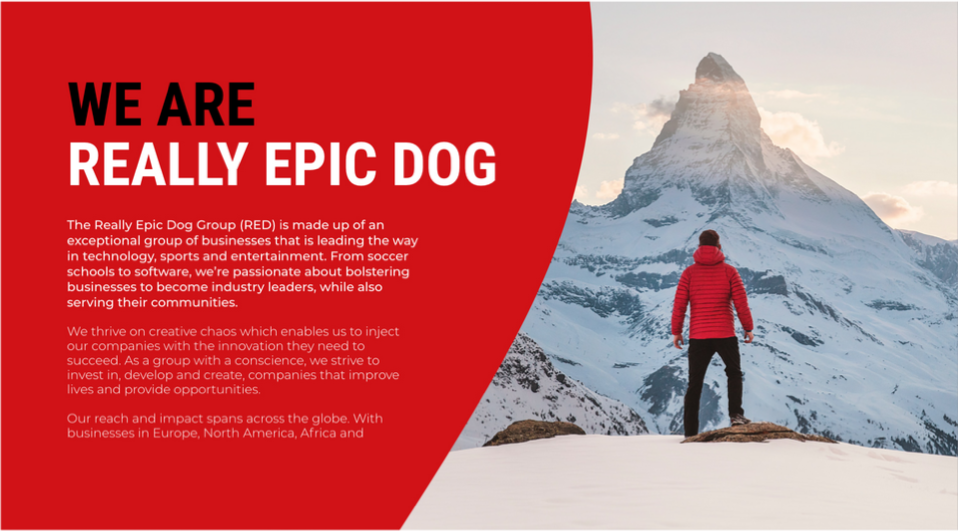 WE ARE
REALLY EPIC DOG
The Really Epic Dog Group (RED) is made up of an
exceptional group of businesses that is leading the way
in technology, sports and entertainment. From soccer
schools to software, we're passionate about bolstering
businesses to become industry leaders, while also
serving their communities.
We thrive on creative chaos which enables us to inject
our companies with the innovation they need to
succeed. As a group with a conscience, we strive to
invest in, develop and create, companies that improve
lives and provide opportunities.
Our reach and impact spans across the globe. With
businesses in Europe, North America, Africa and